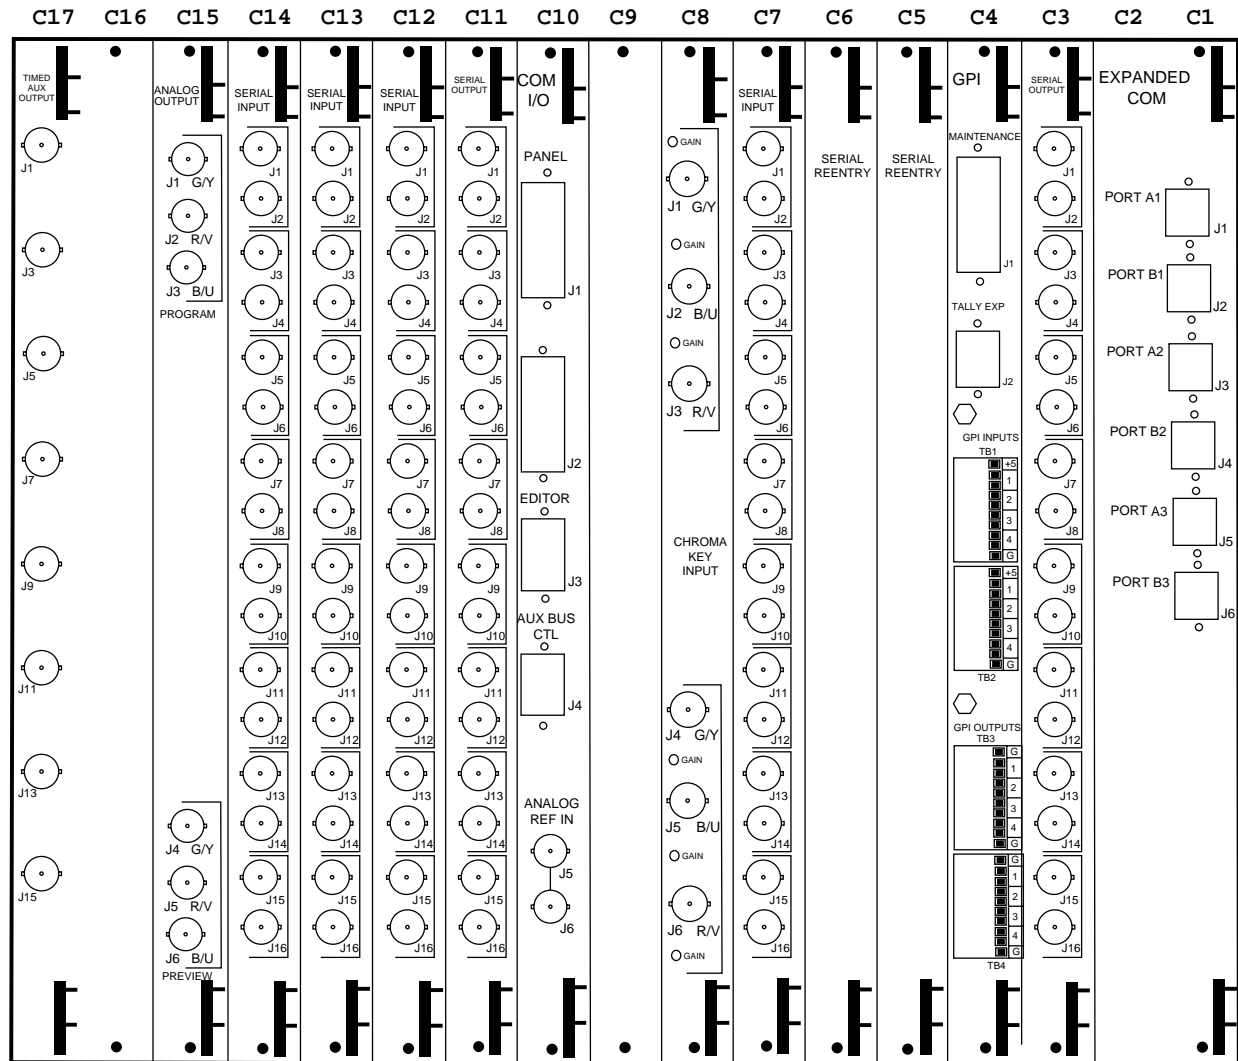 C17 C16 C15 C14 C13 C12 C11 C10 C9 C8 C7 C6 C5 C4 C3 C2 C1
TIMED
AUX
OUTPUT
J1
J3
J5
J7
J9
J11
J13
J15
ANALOG
OUTPUT
J1 G/Y
J2 R/V
J3 B/U
PROGRAM
J4 G/Y
J5 R/V
J6 B/U
PREVIEW
SERIAL
INPUT
J1
J2
J3
J4
J5
J6
J7
J8
J9
J10
J11
J12
J13
J14
J15
J16
SERIAL
INPUT
J1
J2
J3
J4
J5
J6
J7
J8
J9
J10
J11
J12
J13
J14
J15
J16
SERIAL
INPUT
J1
J2
J3
J4
J5
J6
J7
J8
J9
J10
J11
J12
J13
J14
J15
J16
SERIAL
OUTPUT
J1
J2
J3
J4
J5
J6
J7
J8
J9
J10
J11
J12
J13
J14
J15
J16
COM
I/O
PANEL
J1
J2
EDITOR
J3
AUX BUS
CTL
J4
ANALOG
REF IN
J5
J6
GAIN
J1 G/Y
GAIN
J2 B/U
GAIN
J3 R/V
CHROMA
KEY
INPUT
J4 G/Y
GAIN
J5 B/U
GAIN
J6 R/V
GAIN
SERIAL
INPUT
J1
J2
J3
J4
J5
J6
J7
J8
J9
J10
J11
J12
J13
J14
J15
J16
SERIAL
REENTRY
SERIAL
REENTRY
GPI
MAINTENANCE
J1
TALLY EXP
J2
GPI INPUTS
TB1
+5
1
2
3
4
G
+5
1
2
3
4
G
TB2
GPI OUTPUTS
TB3
G
1
2
3
4
G
G
1
2
3
4
G
TB4
SERIAL
OUTPUT
J1
J2
J3
J4
J5
J6
J7
J8
J9
J10
J11
J12
J13
J14
J15
J16
EXPANDED
COM
PORT A1
J1
PORT B1
J2
PORT A2
J3
PORT B2
J4
PORT A3
J5
PORT B3
J6